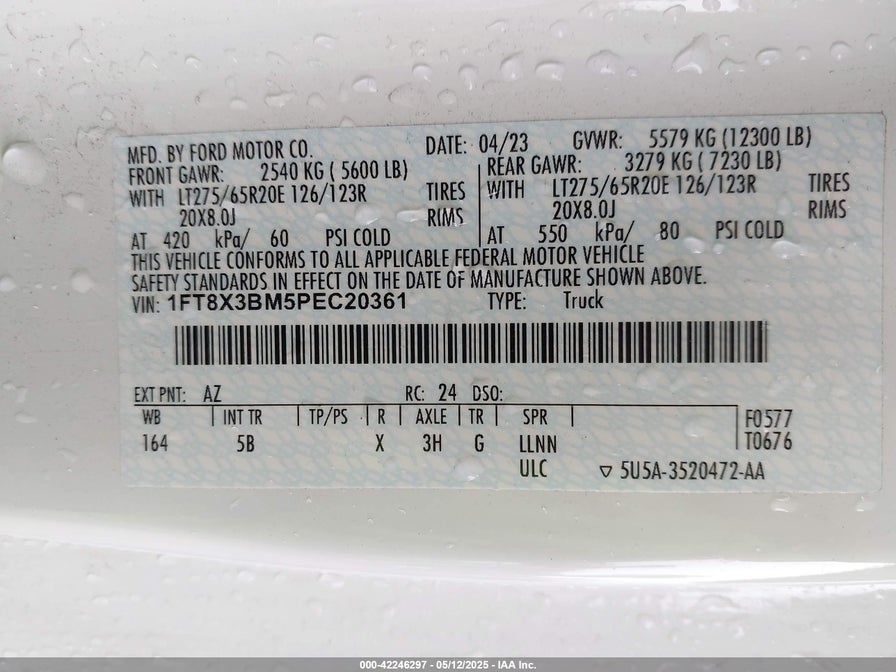 MFD. BY FORD MOTOR CO. DATE: 04/23 GVWR: 5579 KG (12300 LB)
FRONT GAWR: 2540 KG ( 5600 LB) REAR GAWR: 3279 KG ( 7230 LB)
WITH LT275/65R20E 126/123R TIRES WITH LT275/65R20E 126/123R TIRES
20X8.0J RIMS 20X8.0J RIMS
AT 420 kPa/ 60 PSI COLD AT 550 kPa/ 80 PSI COLD
THIS VEHICLE CONFORMS TO ALL APPLICABLE FEDERAL MOTOR VEHICLE
SAFETY STANDARDS IN EFFECT ON THE DATE OF MANUFACTURE SHOWN ABOVE.
VIN: 1FT8X3BM5PEC20361 TYPE: Truck
EXT PNT: AZ RC: 24 DSO:
WB INT TR TP/PS R AXLE TR SPR F0577
164 5B X 3H G LLNN T0676
ULC ▽ 5U5A-3520472-AA
000-42246297 - 05/12/2025 - IAA Inc.